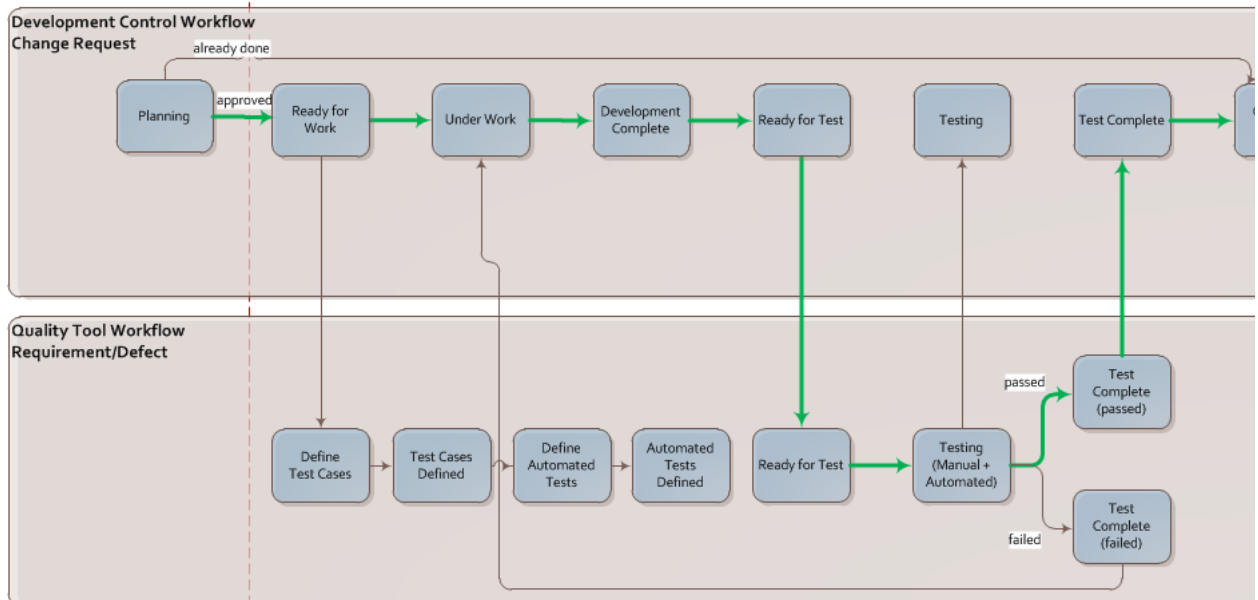 Development Control Workflow
Change Request
already done
Planning
approved
Ready for
Work
Under Work
Development
Complete
Ready for Test
Testing
Test Complete
Quality Tool Workflow
Requirement/Defect
Define
Test Cases
Test Cases
Defined
Define
Automated
Tests
Automated
Tests
Defined
Ready for Test
Testing
(Manual +
Automated)
passed
Test
Complete
(passed)
failed
Test
Complete
(failed)